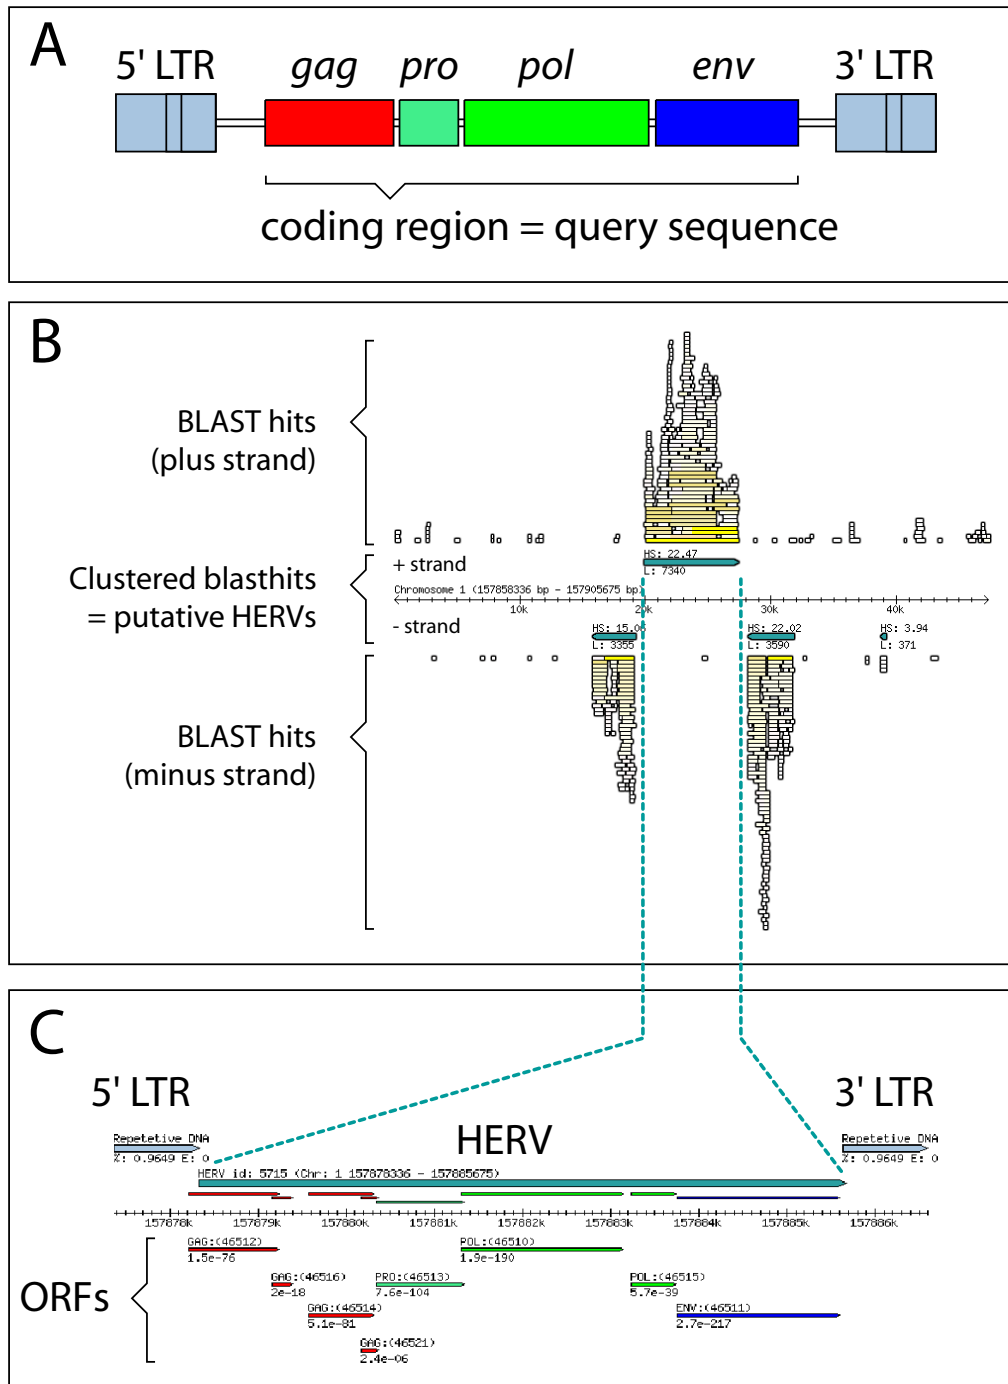 A
5' LTR gag pro pol env 3' LTR
coding region = query sequence
B
BLAST hits
(plus strand)
Clustered blasthits
= putative HERVs
+ strand
HS: 22.47
L: 7340
Chromosome 1 (157858336 bp - 157905675 bp)
10k 20k 30k 40k
- strand
HS: 15.06 HS: 22.02 HS: 3.94
L: 3355 L: 3590 L: 371
BLAST hits
(minus strand)
C
5' LTR HERV 3' LTR
Repetetive DNA Repetetive DNA
%: 0.9649 E: 0 %: 0.9649 E: 0
HERV id: 5715 (Chr: 1 157878336 - 157885675)
157878k 157879k 157880k 157881k 157882k 157883k 157884k 157885k 157886k
ORFs
GAG:(46512) POL:(46510)
1.5e-76 1.9e-190
GAG:(46516) PRO:(46513) POL:(46515)
2e-18 7.6e-104 5.7e-39
GAG:(46514) ENV:(46511)
5.1e-81 2.7e-217
GAG:(46521)
2.4e-06